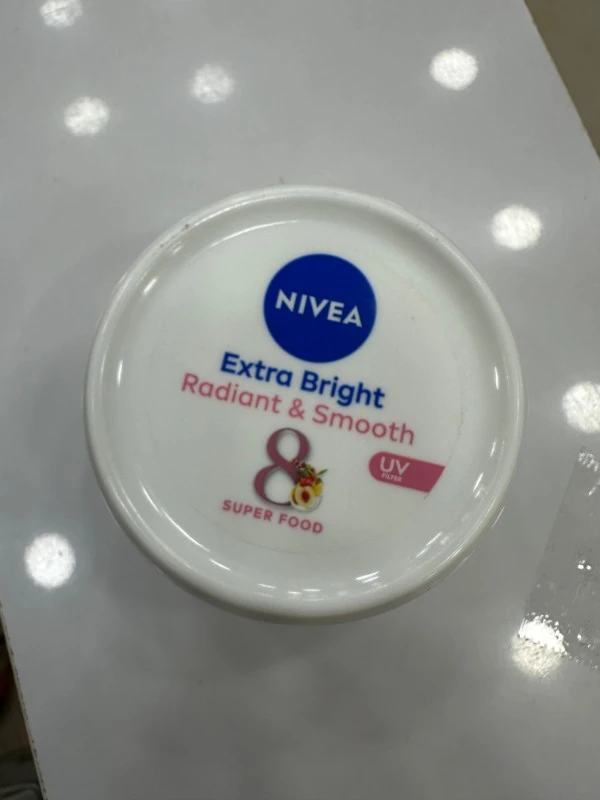 NIVEA
Extra Bright
Radiant & Smooth
UV
FILTER
8
SUPER FOOD